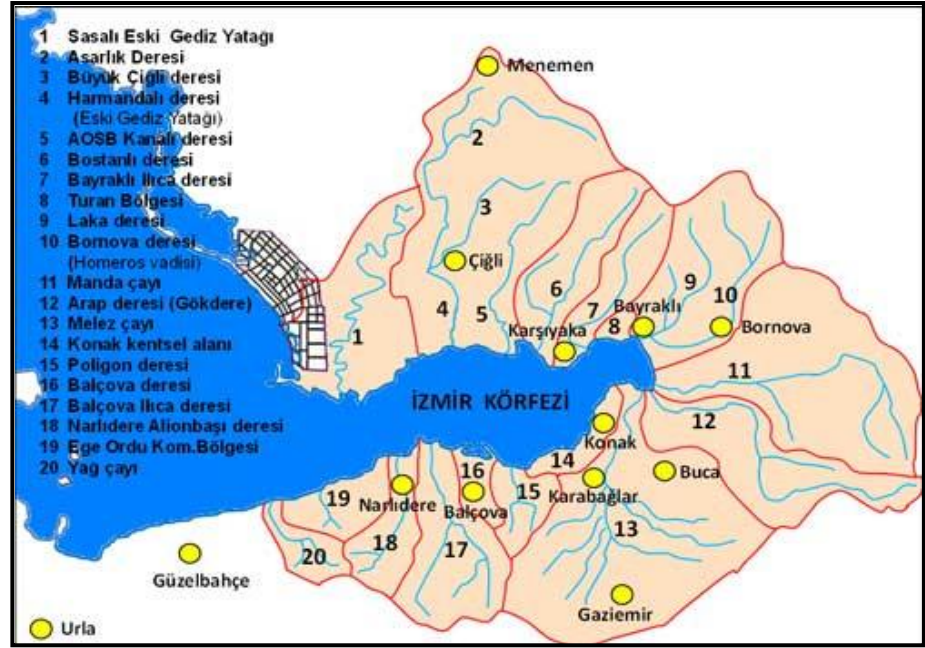 1 Sasalı Eski Gediz Yatağı
2 Asarlık Deresi
3 Büyük Çiğli deresi
4 Harmandalı deresi
(Eski Gediz Yatağı)
5 AOSB Kanalı deresi
6 Bostanlı deresi
7 Bayraklı Ilıca deresi
8 Turan Bölgesi
9 Laka deresi
10 Bornova deresi
(Homeros vadisi)
11 Manda çayı
12 Arap deresi (Gökdere)
13 Melez çayı
14 Konak kentsel alanı
15 Poligon deresi
16 Balçova deresi
17 Balçova Ilıca deresi
18 Narlıdere Alionbaşı deresi
19 Ege Ordu Kom.Bölgesi
20 Yağ çayı
Menemen
2
3
Çiğli
4
5
6
7
8
9
10
Bayraklı
Bornova
Karşıyaka
1
11
İZMİR KÖRFEZİ
12
Konak
14
16
Buca
Karabağlar
15
Balçova
Narlıdere
19
13
18
17
20
Güzelbahçe
Gaziemir
Urla